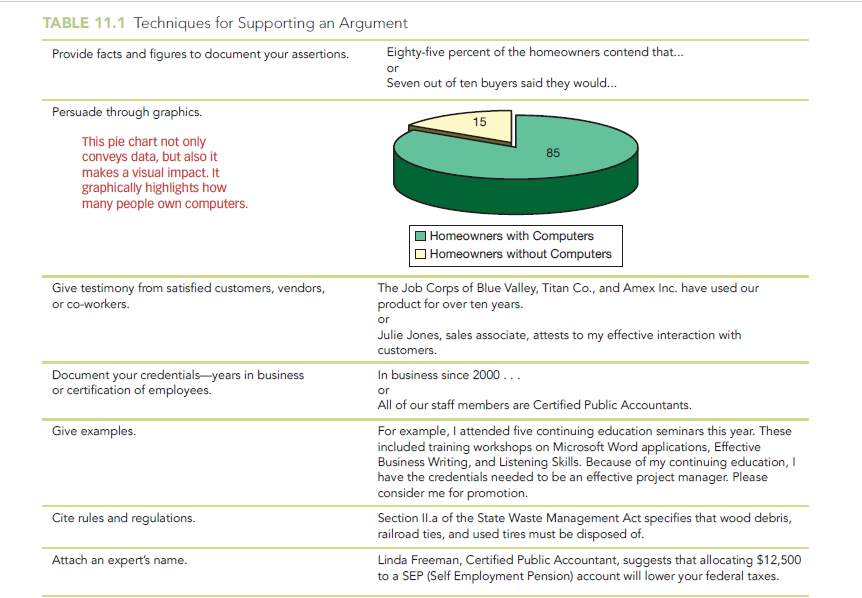 TABLE 11.1 Techniques for Supporting an Argument
Provide facts and figures to document your assertions.
Eighty-five percent of the homeowners contend that...
or
Seven out of ten buyers said they would...
Persuade through graphics.
This pie chart not only
conveys data, but also it
makes a visual impact. It
graphically highlights how
many people own computers.
15
85
Homeowners with Computers
Homeowners without Computers
Give testimony from satisfied customers, vendors,
or co-workers.
The Job Corps of Blue Valley, Titan Co., and Amex Inc. have used our
product for over ten years.
or
Julie Jones, sales associate, attests to my effective interaction with
customers.
Document your credentials—years in business
or certification of employees.
In business since 2000 . . .
or
All of our staff members are Certified Public Accountants.
Give examples.
For example, I attended five continuing education seminars this year. These
included training workshops on Microsoft Word applications, Effective
Business Writing, and Listening Skills. Because of my continuing education, I
have the credentials needed to be an effective project manager. Please
consider me for promotion.
Cite rules and regulations.
Section II.a of the State Waste Management Act specifies that wood debris,
railroad ties, and used tires must be disposed of.
Attach an expert's name.
Linda Freeman, Certified Public Accountant, suggests that allocating $12,500
to a SEP (Self Employment Pension) account will lower your federal taxes.